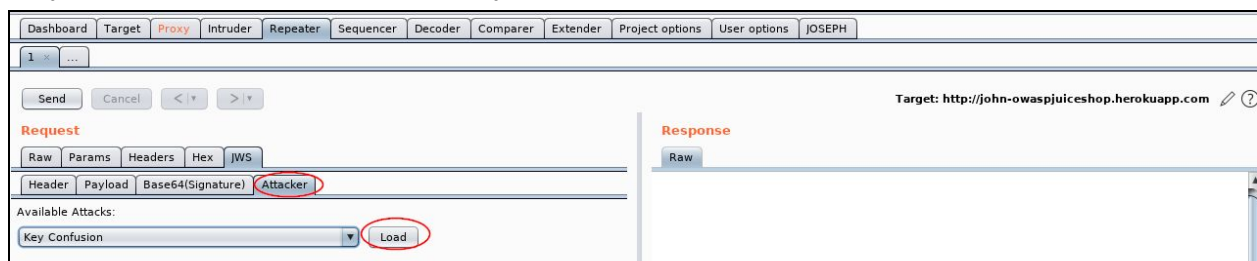 Dashboard Target Proxy Intruder Repeater Sequencer Decoder Comparer Extender Project options User options JOSEPH
1 × ...
Send Cancel < > Target: http://john-owaspjuiceshop.herokuapp.com ?
Request Response
Raw Params Headers Hex JWS Raw
Header Payload Base64(Signature) Attacker
Available Attacks:
Key Confusion Load